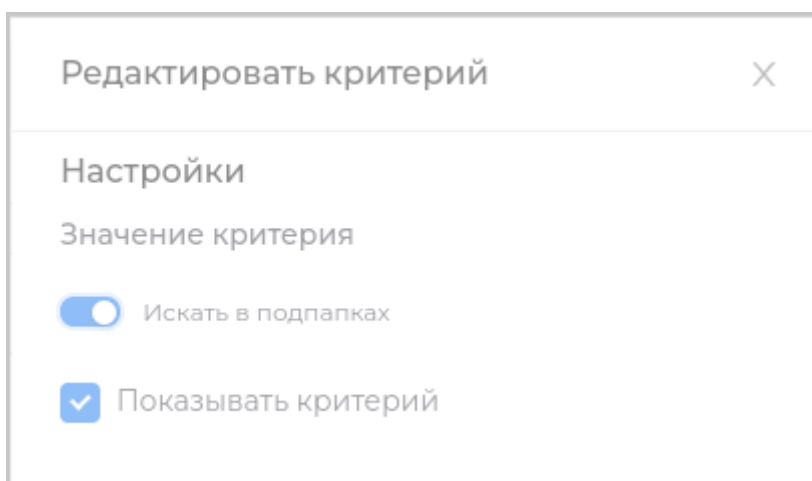 Редактировать критерий
Настройки
Значение критерия
Искать в подпапках
Показывать критерий